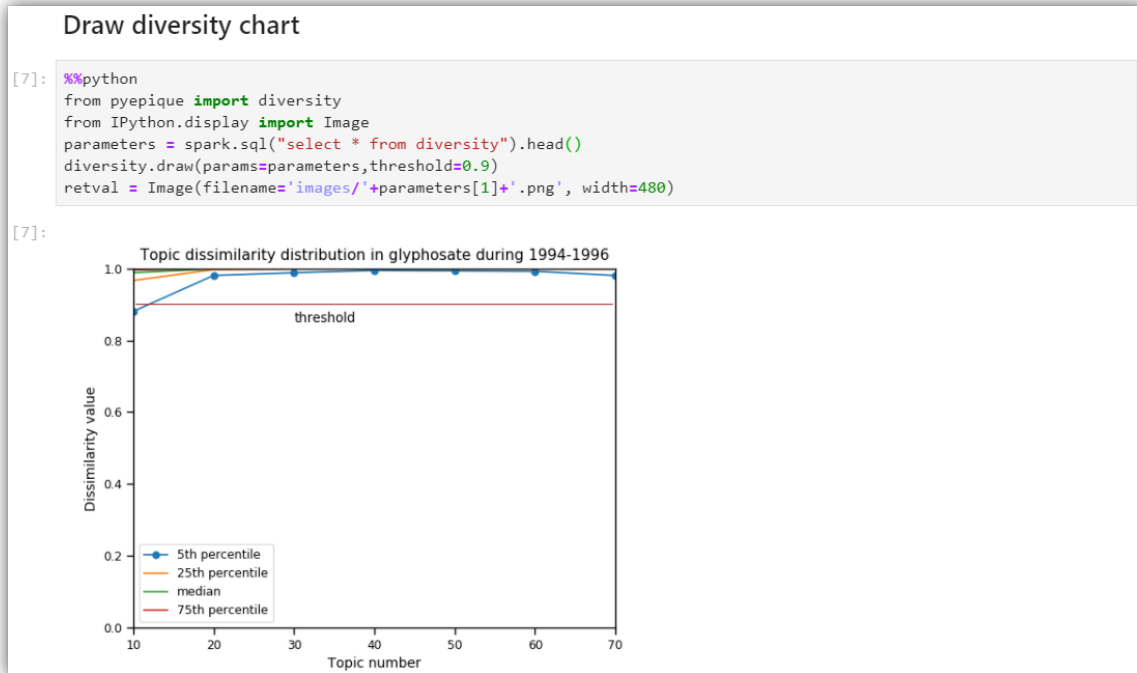 Draw diversity chart
[7]: %%python
from pyepique import diversity
from IPython.display import Image
parameters = spark.sql("select * from diversity").head()
diversity.draw(params=parameters,threshold=0.9)
retval = Image(filename='images/'+parameters[1]+'.png', width=480)
[7]:
Topic dissimilarity distribution in glyphosate during 1994-1996
1.0
0.8
0.6
0.4
0.2
0.0
Dissimilarity value
threshold
5th percentile
25th percentile
median
75th percentile
10 20 30 40 50 60 70
Topic number